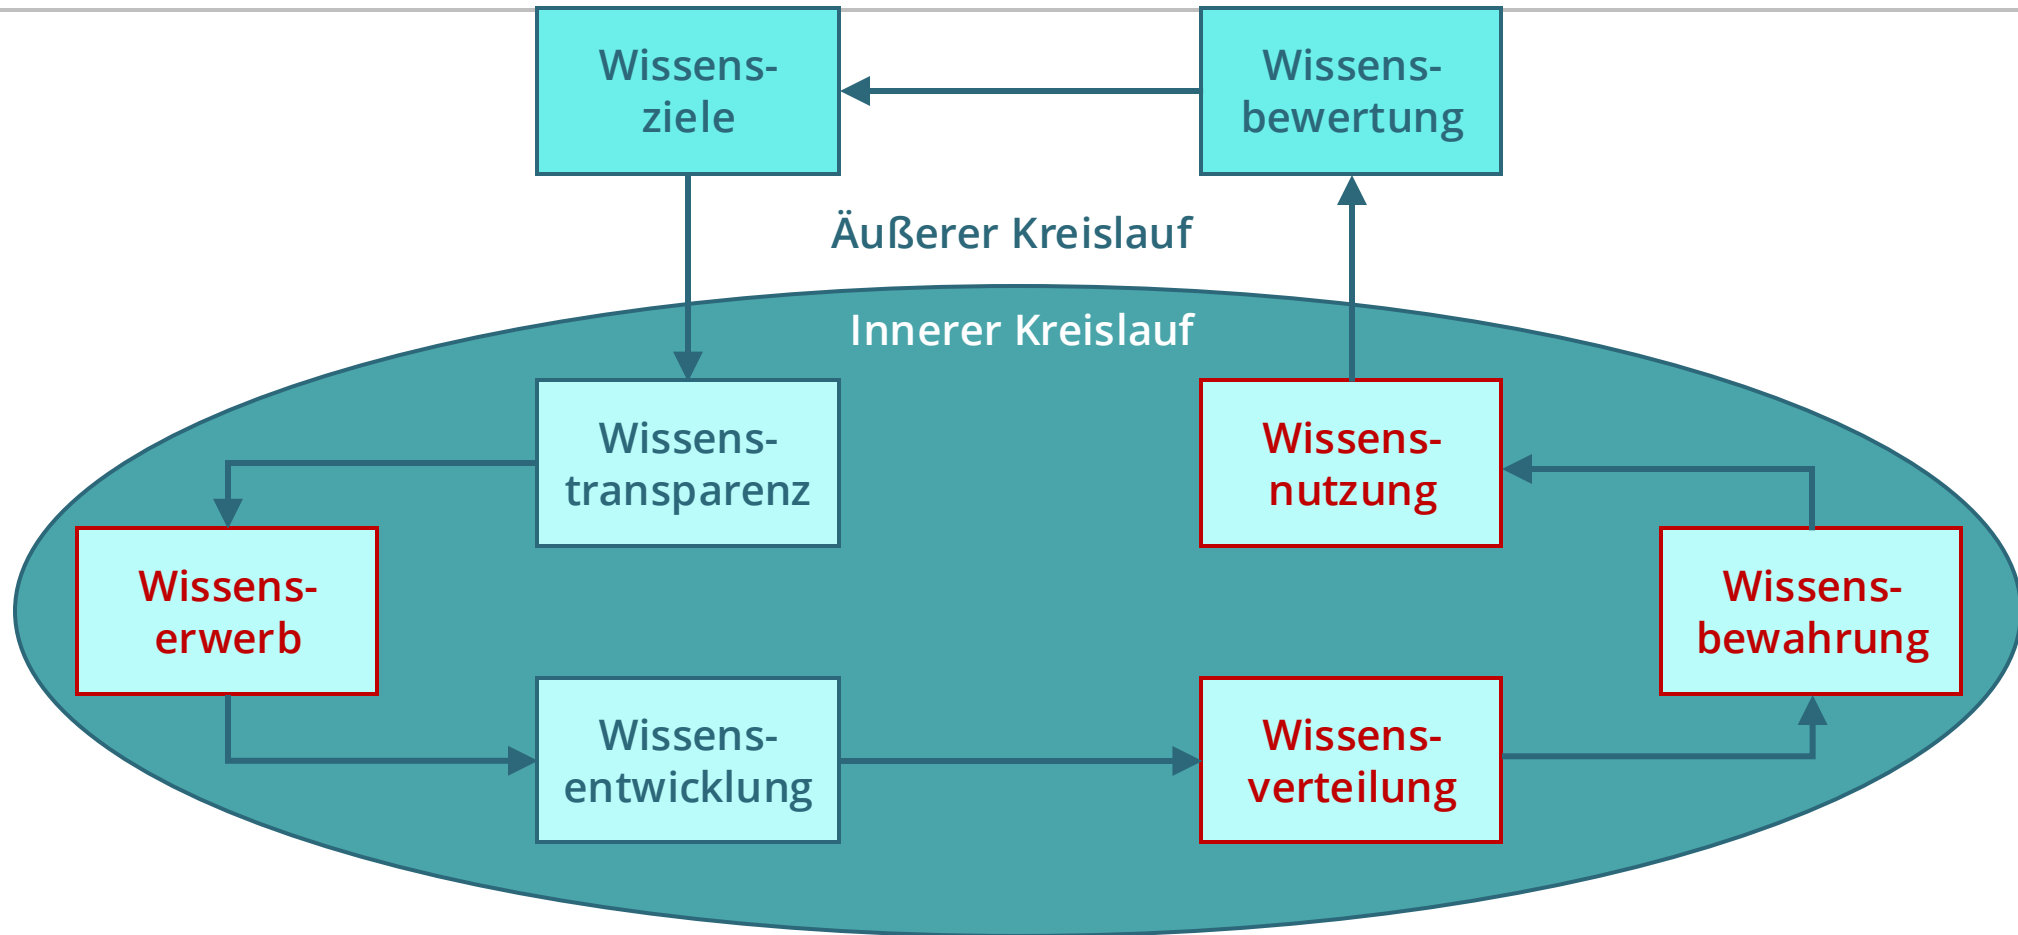 Wissens-
ziele
Wissens-
bewertung
Äußerer Kreislauf
Innerer Kreislauf
Wissens-
transparenz
Wissens-
nutzung
Wissens-
erwerb
Wissens-
bewahrung
Wissens-
entwicklung
Wissens-
verteilung